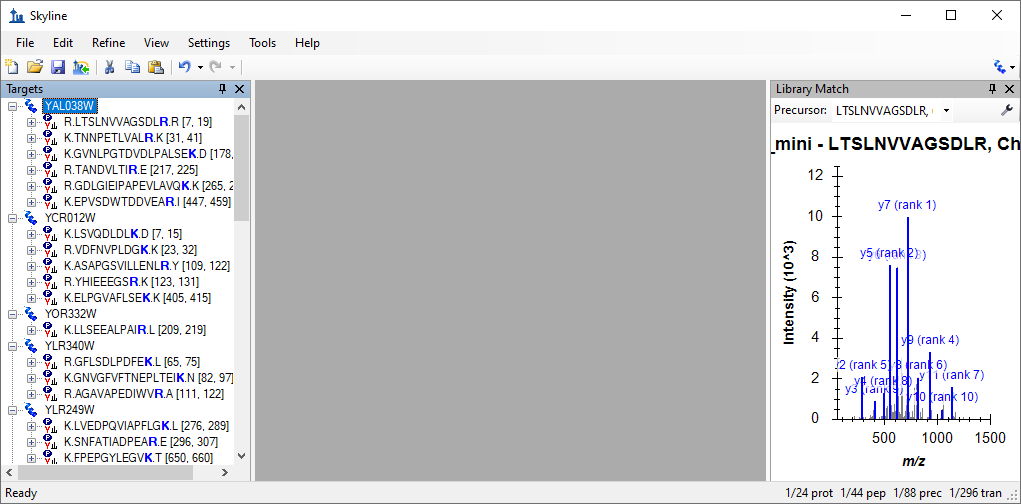 Skyline
File Edit Refine View Settings Tools Help
Targets
YAL038W
R.LTSLNVVAGSDLR.R [7, 19]
K.TNNPETLVALR.K [31, 41]
K.GVNLPGTDVDLPALSEK.D [178,
R.TANDVLTIR.E [217, 225]
R.GDLGIEIPAPEVLAVQK.K [265, 2
K.EPVSDWTDDVEAR.I [447, 459]
YCR012W
K.LSVQDLDLK.D [7, 15]
R.VDFNVPLDGK.K [23, 32]
K.ASAPGSVILLENLR.Y [109, 122]
R.YHIEEEGSR.K [123, 131]
K.ELPGVAFLSEK.K [405, 415]
YOR332W
K.LLSEEALPAIR.L [209, 219]
YLR340W
R.GFLSDLPDFEK.L [65, 75]
K.GNVGFVFTNEPLTEIK.N [82, 97]
R.AGAVAPEDIWVR.A [111, 122]
YLR249W
K.LVEDPQVIAPFLGK.L [276, 289]
K.SNFATIADPEAR.E [296, 307]
K.FPEPGYLEGVK.T [650, 660]
Library Match
Precursor: LTSLNVVAGSDLR,
_mini - LTSLNVVAGSDLR, Ch
Intensity (10^3)
12
10
8
6
4
2
0
y7 (rank 1)
y5 (rank 2)
y9 (rank 4)
2 (rank 5)
(rank 6)
(rank 7)
y4 (rank 8)
y3 (rank 9)
y10 (rank 10)
500 1000 1500
m/z
Ready
1/24 prot 1/44 pep 1/88 prec 1/296 tran